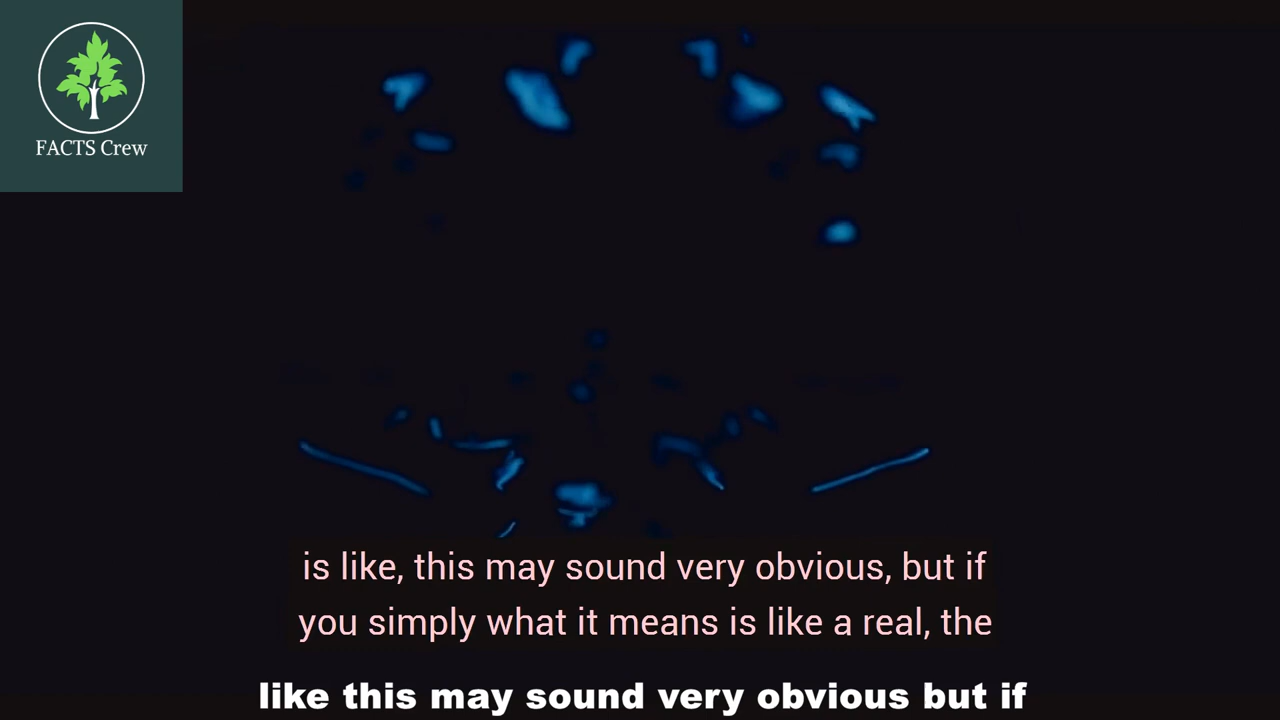 FACTS Crew
is like, this may sound very obvious, but if
you simply what it means is like a real, the
like this may sound very obvious but if